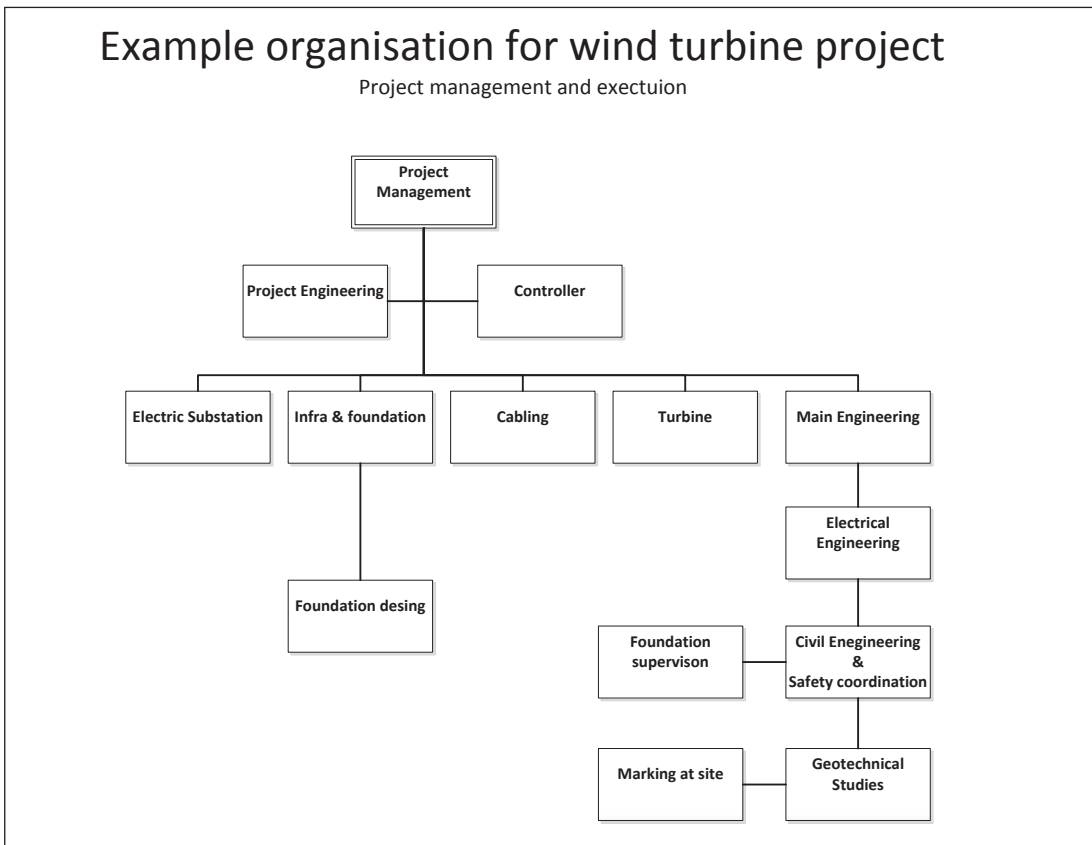 Example organisation for wind turbine project
Project management and exectuion
Project
Management
Project Engineering
Controller
Electric Substation
Infra & foundation
Cabling
Turbine
Main Engineering
Electrical
Engineering
Foundation desing
Foundation
supervison
Civil Enegineering
&
Safety coordination
Marking at site
Geotechnical
Studies